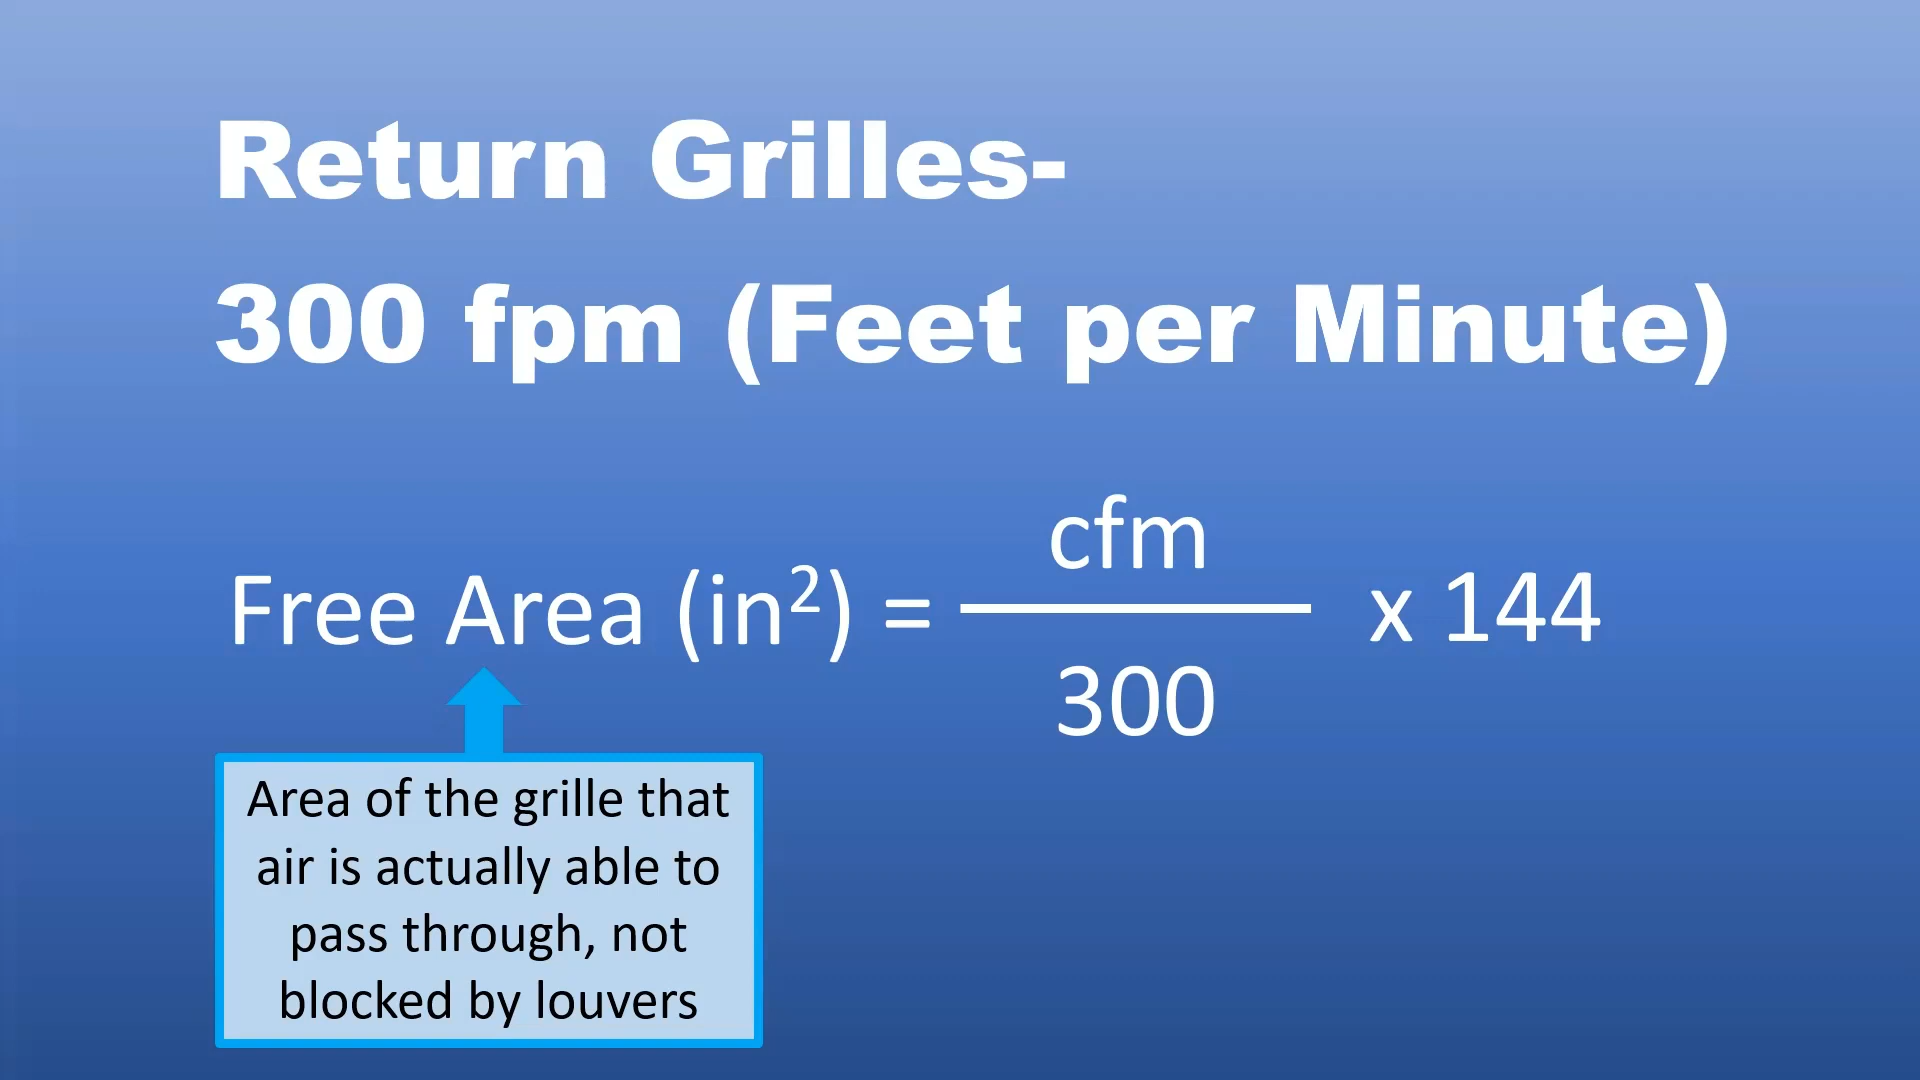 Return Grilles-
300 fpm (Feet per Minute)
cfm
Free Area (in²) = x 144
300
Area of the grille that
air is actually able to
pass through, not
blocked by louvers